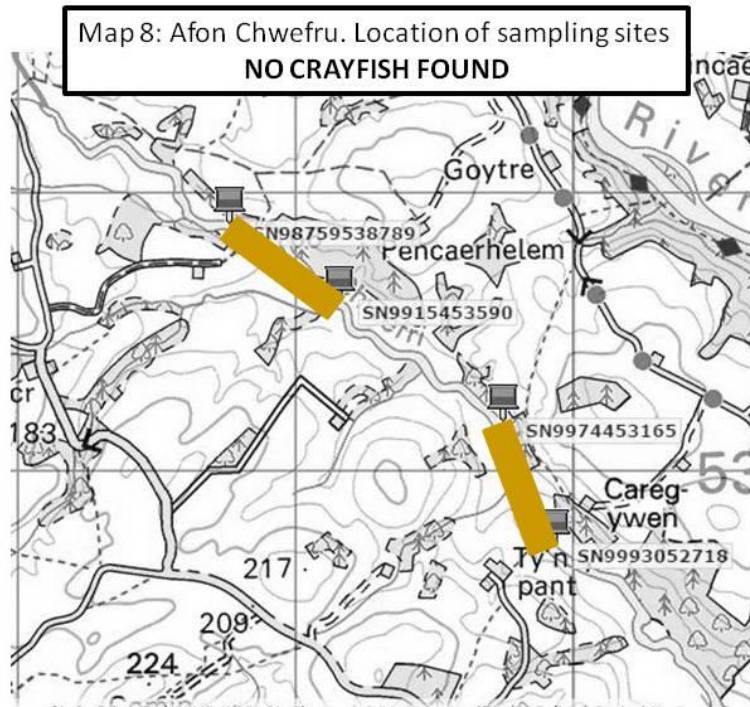 Map 8: Afon Chwefru. Location of sampling sites
NO CRAYFISH FOUND
River
Goytre
SN98759538789
Pencaerhelem
SN9915453590
183
SN9974453165
53
Careg-
ywen
SN9993052718
Ty'n
pant
217
209
224